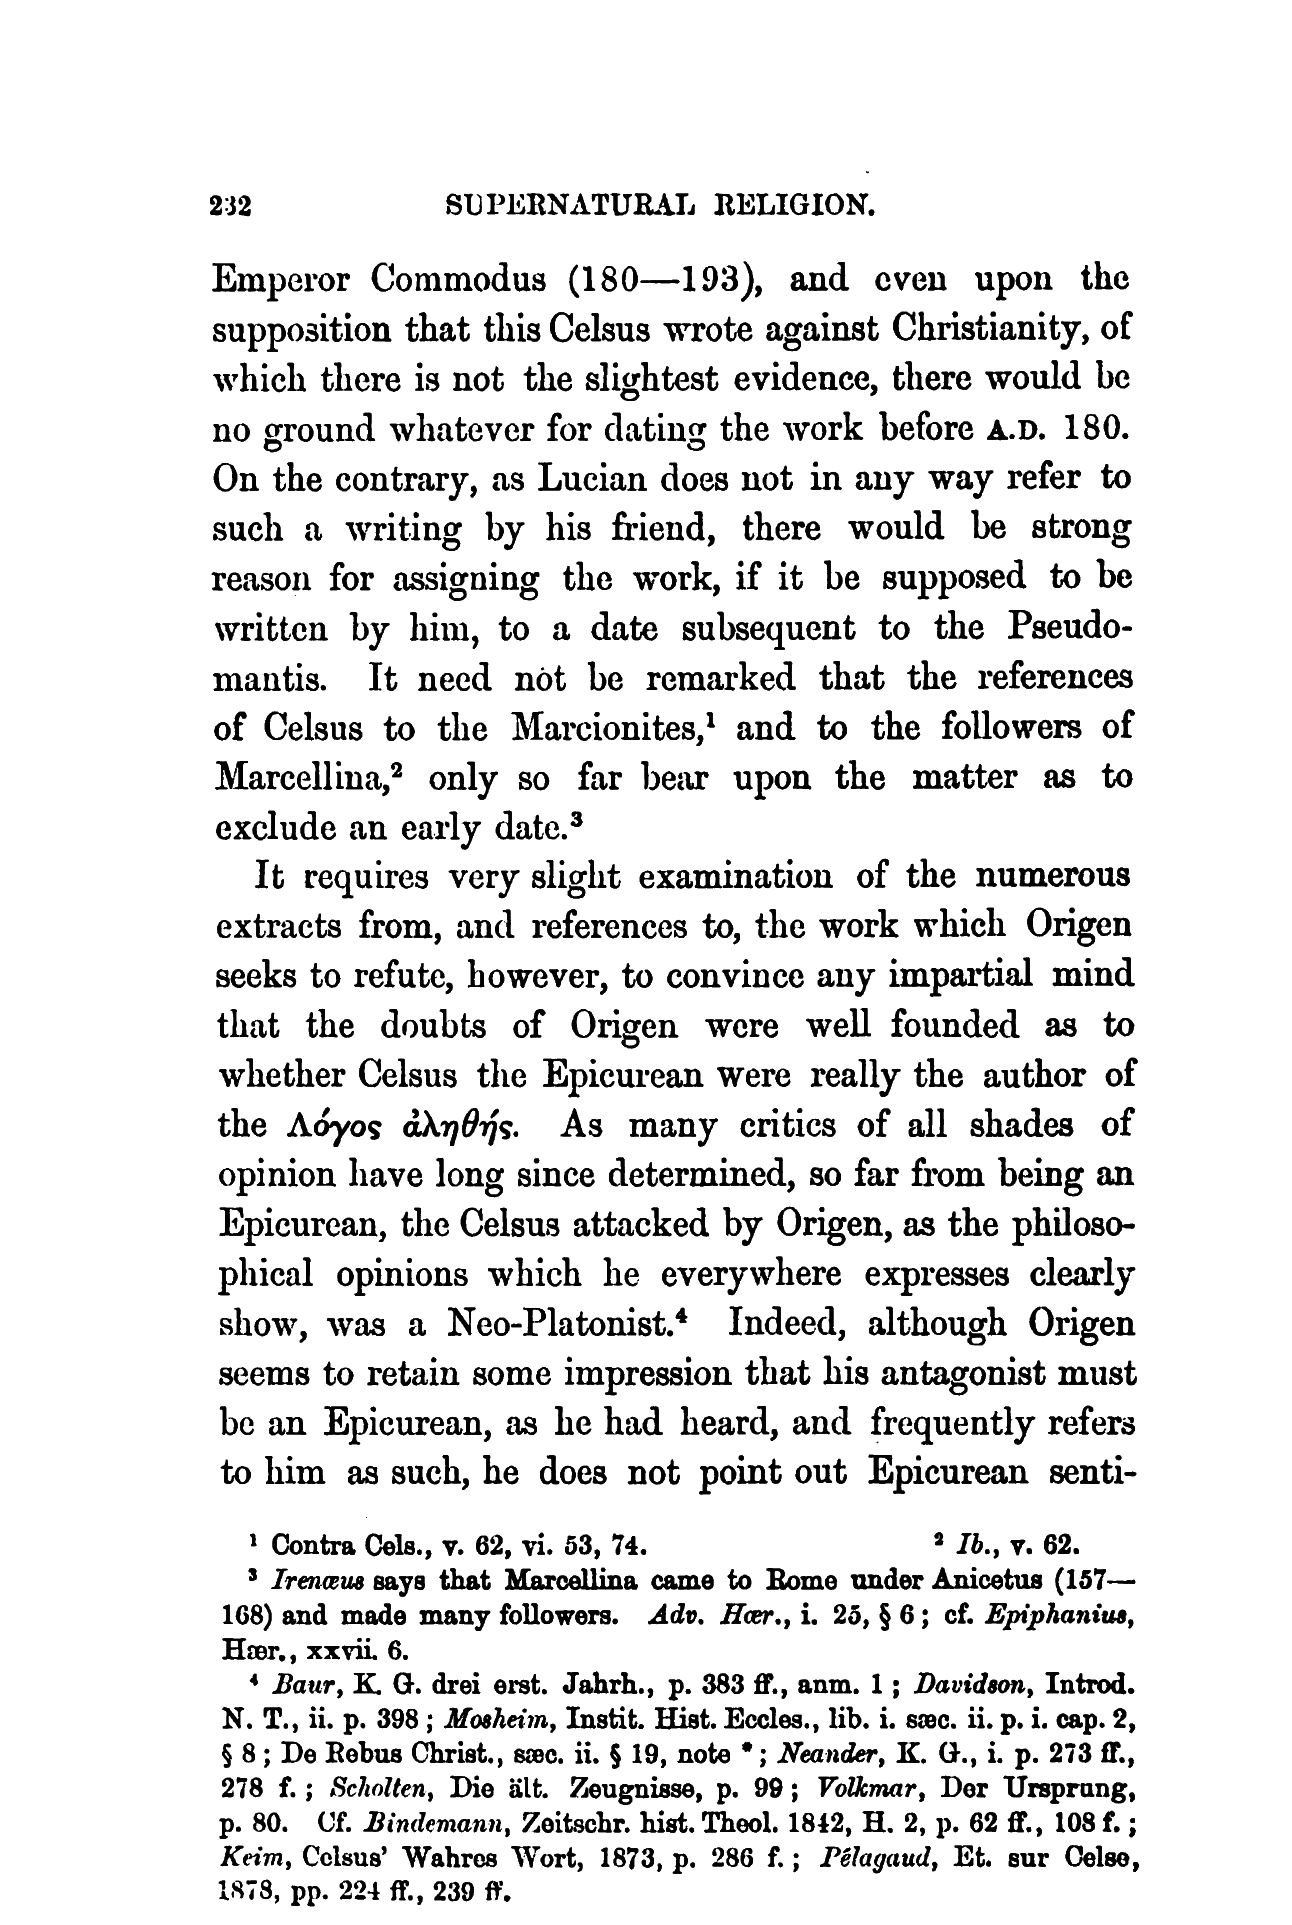 232 SUPERNATURAL RELIGION.
Emperor Commodus (180—193), and even upon the
supposition that this Celsus wrote against Christianity, of
which there is not the slightest evidence, there would be
no ground whatever for dating the work before A.D. 180.
On the contrary, as Lucian does not in any way refer to
such a writing by his friend, there would be strong
reason for assigning the work, if it be supposed to be
written by him, to a date subsequent to the Pseudo-
mantis. It need not be remarked that the references
of Celsus to the Marcionites,¹ and to the followers of
Marcellina,² only so far bear upon the matter as to
exclude an early date.³
It requires very slight examination of the numerous
extracts from, and references to, the work which Origen
seeks to refute, however, to convince any impartial mind
that the doubts of Origen were well founded as to
whether Celsus the Epicurean were really the author of
the Λόγος ἀληθής. As many critics of all shades of
opinion have long since determined, so far from being an
Epicurean, the Celsus attacked by Origen, as the philoso-
phical opinions which he everywhere expresses clearly
show, was a Neo-Platonist.⁴ Indeed, although Origen
seems to retain some impression that his antagonist must
be an Epicurean, as he had heard, and frequently refers
to him as such, he does not point out Epicurean senti-
¹ Contra Cels., v. 62, vi. 53, 74. ² Ib., v. 62.
³ Irenæus says that Marcellina came to Rome under Anicetus (157—
168) and made many followers. Adv. Hær., i. 25, § 6; cf. Epiphanius,
Hær., xxvii. 6.
⁴ Baur, K. G. drei erst. Jahrh., p. 383 ff., anm. 1; Davidson, Introd.
N. T., ii. p. 398; Mosheim, Instit. Hist. Eccles., lib. i. sæc. ii. p. i. cap. 2,
§ 8; De Rebus Christ., sæc. ii. § 19, note *; Neander, K. G., i. p. 273 ff.,
278 f.; Scholten, Die ält. Zeugnisse, p. 99; Volkmar, Der Ursprung,
p. 80. Cf. Bindemann, Zeitschr. hist. Theol. 1842, H. 2, p. 62 ff., 108 f.;
Keim, Celsus' Wahres Wort, 1873, p. 286 f.; Pélagaud, Et. sur Celse,
1878, pp. 224 ff., 239 ff.